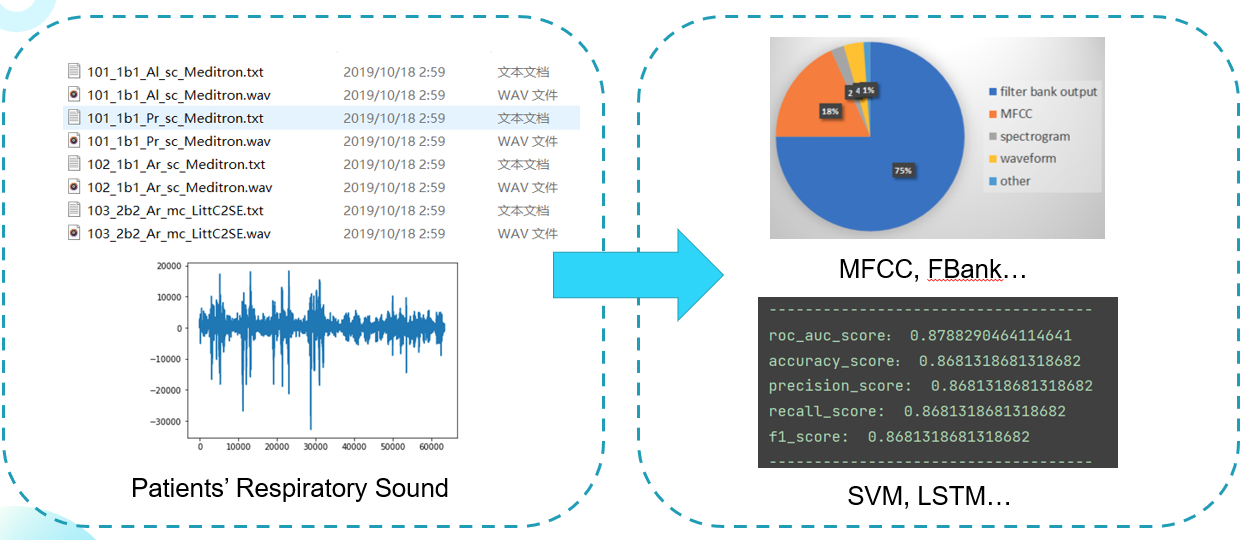 101_1b1_Al_sc_Meditron.txt 2019/10/18 2:59 文本文档
101_1b1_Al_sc_Meditron.wav 2019/10/18 2:59 WAV 文件
101_1b1_Pr_sc_Meditron.txt 2019/10/18 2:59 文本文档
101_1b1_Pr_sc_Meditron.wav 2019/10/18 2:59 WAV 文件
102_1b1_Ar_sc_Meditron.txt 2019/10/18 2:59 文本文档
102_1b1_Ar_sc_Meditron.wav 2019/10/18 2:59 WAV 文件
103_2b2_Ar_mc_LittC2SE.txt 2019/10/18 2:59 文本文档
103_2b2_Ar_mc_LittC2SE.wav 2019/10/18 2:59 WAV 文件
20000
10000
0
−10000
−20000
−30000
0 10000 20000 30000 40000 50000 60000
Patients’ Respiratory Sound
2 4 1%
18%
75%
filter bank output
MFCC
spectrogram
waveform
other
MFCC, FBank…
----------------------------------
roc_auc_score: 0.8788290464114641
accuracy_score: 0.8681318681318682
precision_score: 0.8681318681318682
recall_score: 0.8681318681318682
f1_score: 0.8681318681318682
----------------------------------
SVM, LSTM…